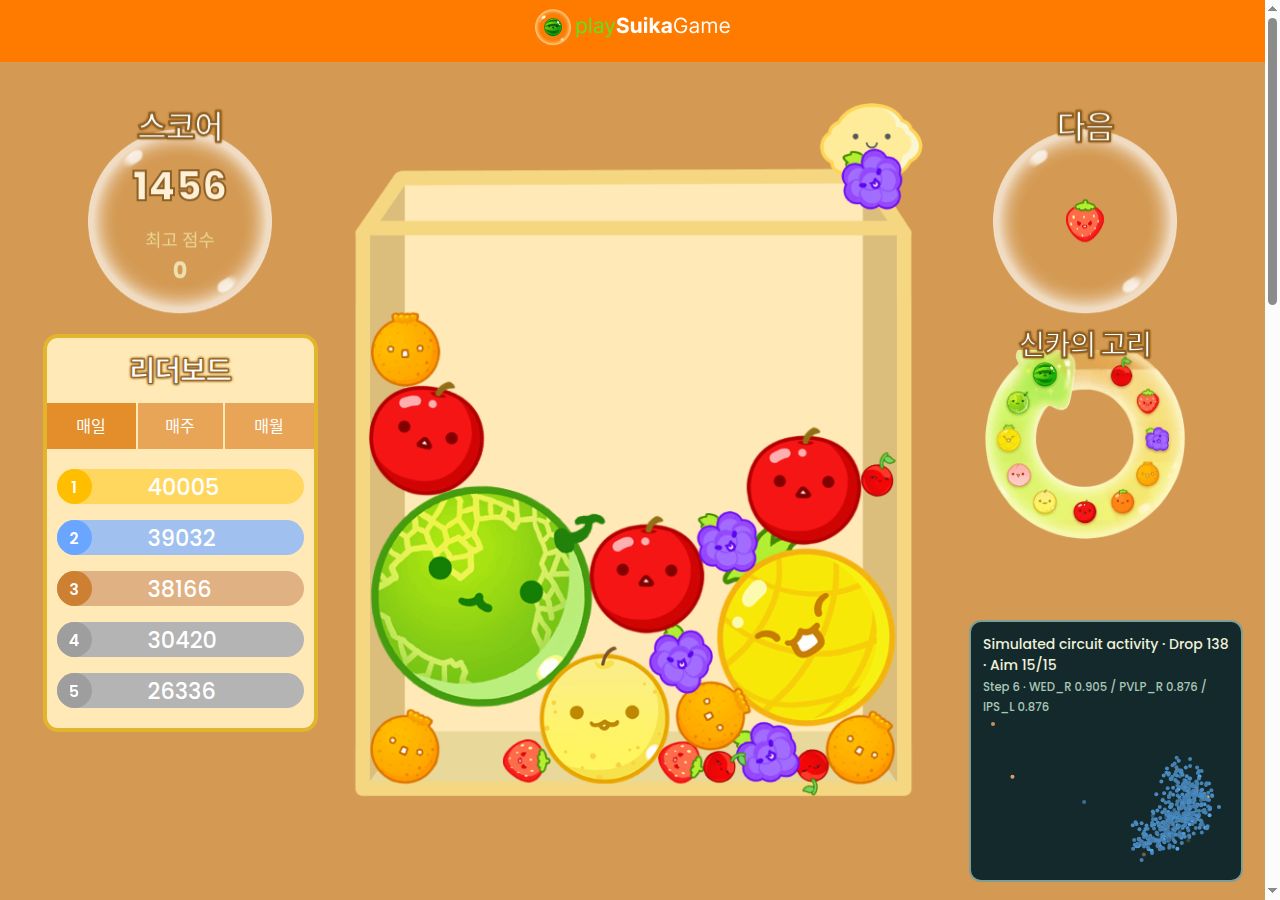 playSuikaGame
스코어
1456
최고 점수
0
다음
리더보드
매일 매주 매월
1 40005
2 39032
3 38166
4 30420
5 26336
신카의 고리
Simulated circuit activity · Drop 138
· Aim 15/15
Step 6 · WED_R 0.905 / PVLP_R 0.876 /
IPS_L 0.876